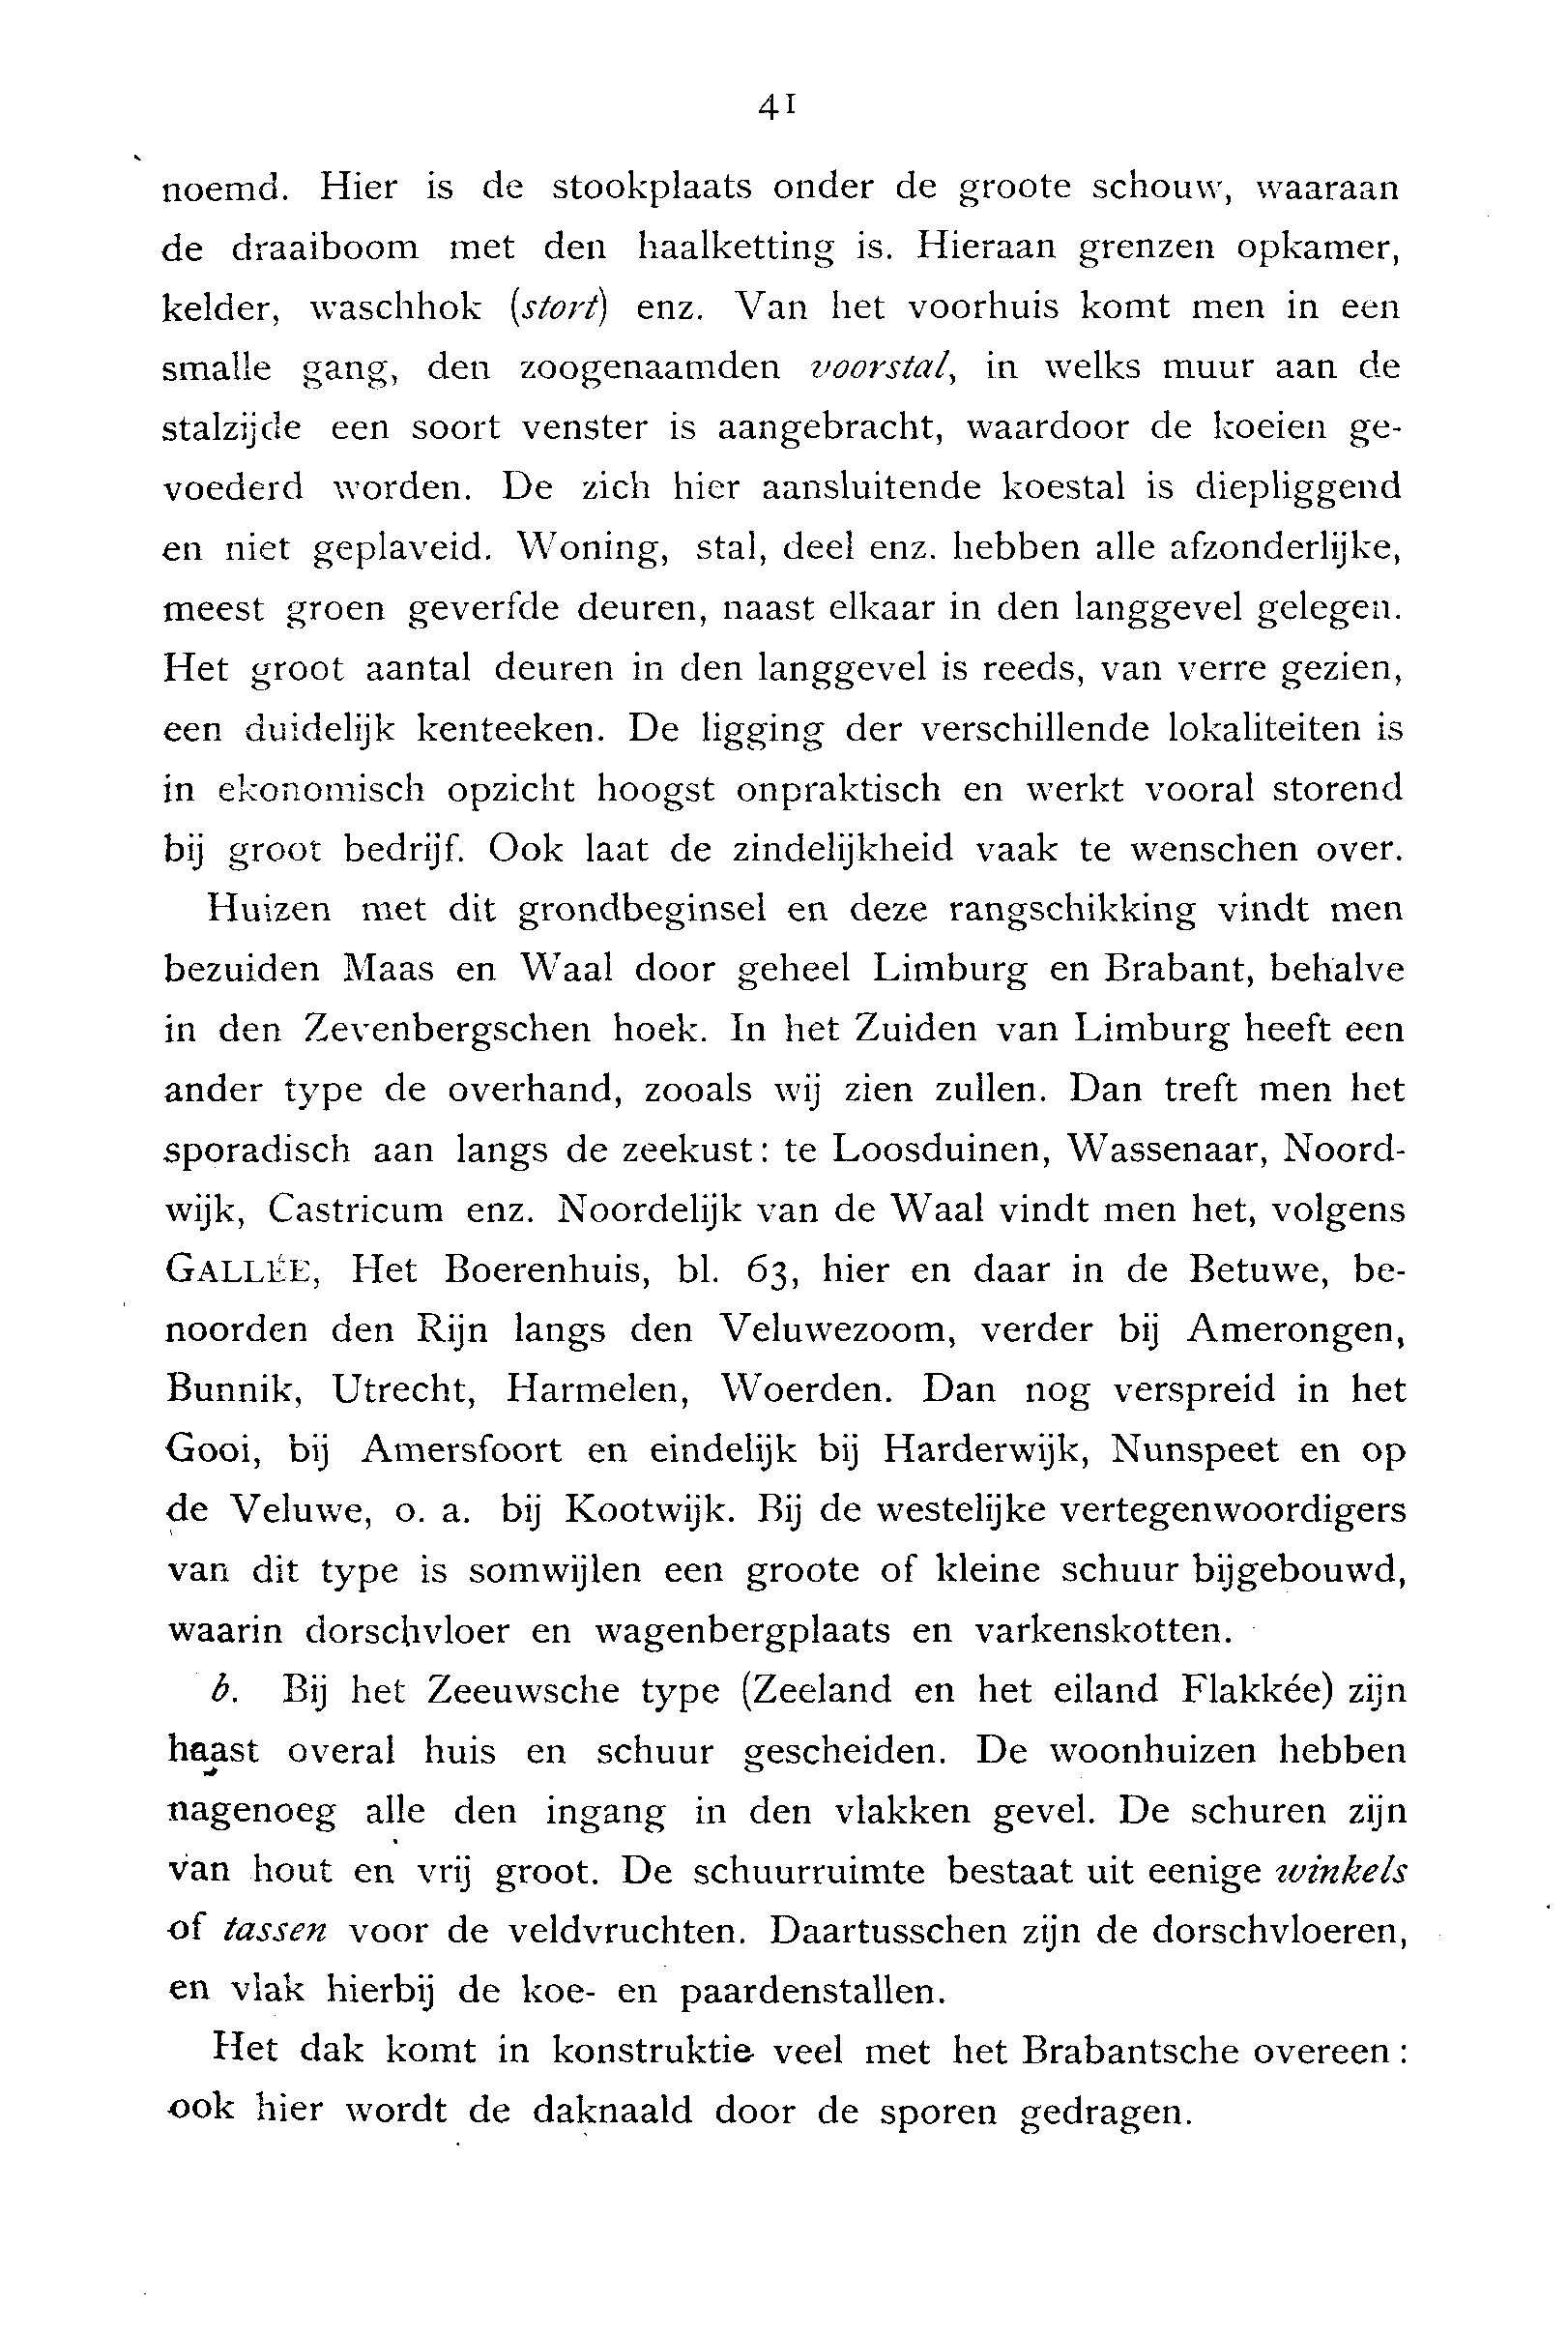 41
noemd. Hier is de stookplaats onder de groote schouw, waaraan
de draaiboom met den haalketting is. Hieraan grenzen opkamer,
kelder, waschhok (stort) enz. Van het voorhuis komt men in een
smalle gang, den zoogenaamden voorstal, in welks muur aan de
stalzijde een soort venster is aangebracht, waardoor de koeien ge-
voederd worden. De zich hier aansluitende koestal is diepliggend
en niet geplaveid. Woning, stal, deel enz. hebben alle afzonderlijke,
meest groen geverfde deuren, naast elkaar in den langgevel gelegen.
Het groot aantal deuren in den langgevel is reeds, van verre gezien,
een duidelijk kenteeken. De ligging der verschillende lokaliteiten is
in ekonomisch opzicht hoogst onpraktisch en werkt vooral storend
bij groot bedrijf. Ook laat de zindelijkheid vaak te wenschen over.
Huizen met dit grondbeginsel en deze rangschikking vindt men
bezuiden Maas en Waal door geheel Limburg en Brabant, behalve
in den Zevenbergschen hoek. In het Zuiden van Limburg heeft een
ander type de overhand, zooals wij zien zullen. Dan treft men het
sporadisch aan langs de zeekust: te Loosduinen, Wassenaar, Noord-
wijk, Castricum enz. Noordelijk van de Waal vindt men het, volgens
GALLÉE, Het Boerenhuis, bl. 63, hier en daar in de Betuwe, be-
noorden den Rijn langs den Veluwezoom, verder bij Amerongen,
Bunnik, Utrecht, Harmelen, Woerden. Dan nog verspreid in het
Gooi, bij Amersfoort en eindelijk bij Harderwijk, Nunspeet en op
de Veluwe, o. a. bij Kootwijk. Bij de westelijke vertegenwoordigers
van dit type is somwijlen een groote of kleine schuur bijgebouwd,
waarin dorschvloer en wagenbergplaats en varkenskotten.
b. Bij het Zeeuwsche type (Zeeland en het eiland Flakkée) zijn
haast overal huis en schuur gescheiden. De woonhuizen hebben
nagenoeg alle den ingang in den vlakken gevel. De schuren zijn
van hout en vrij groot. De schuurruimte bestaat uit eenige winkels
of tassen voor de veldvruchten. Daartusschen zijn de dorschvloeren,
en vlak hierbij de koe- en paardenstallen.
Het dak komt in konstruktie veel met het Brabantsche overeen:
ook hier wordt de daknaald door de sporen gedragen.